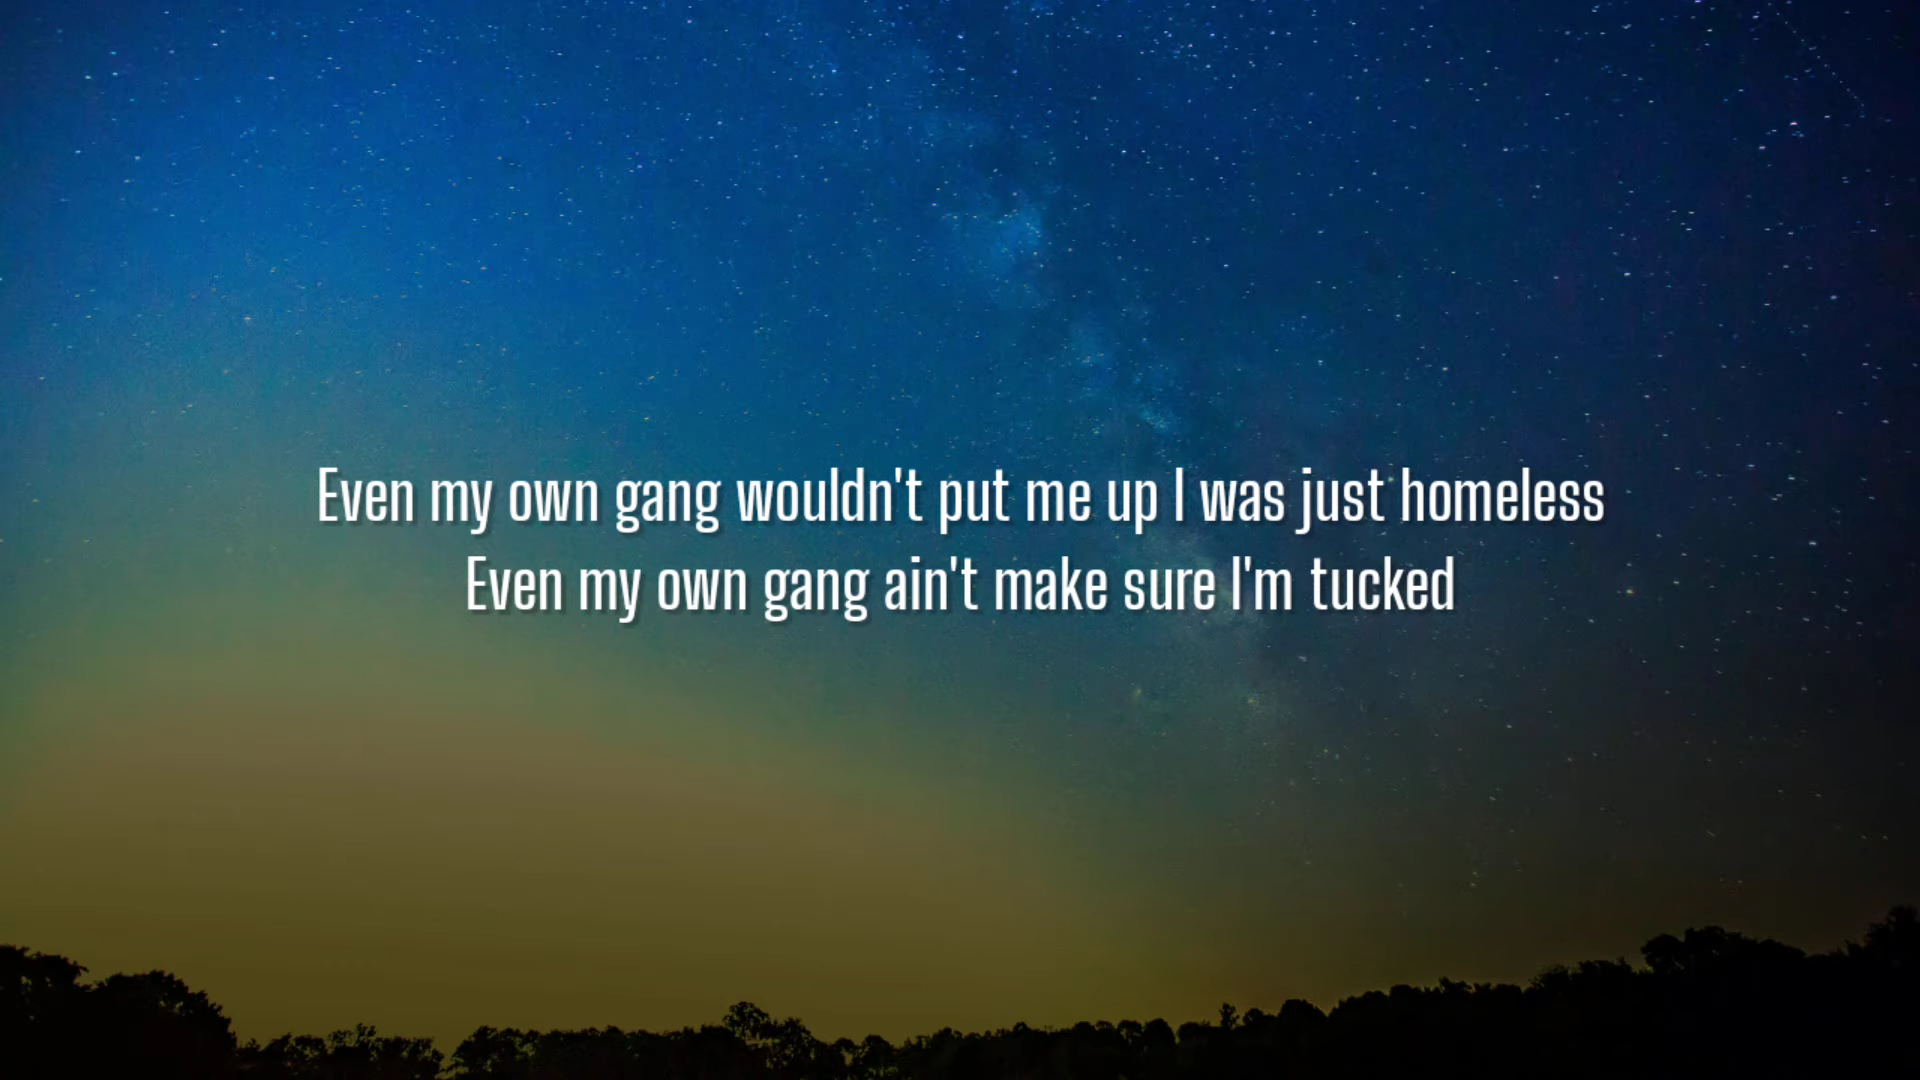 Even my own gang wouldn't put me up I was just homeless
Even my own gang ain't make sure I'm tucked